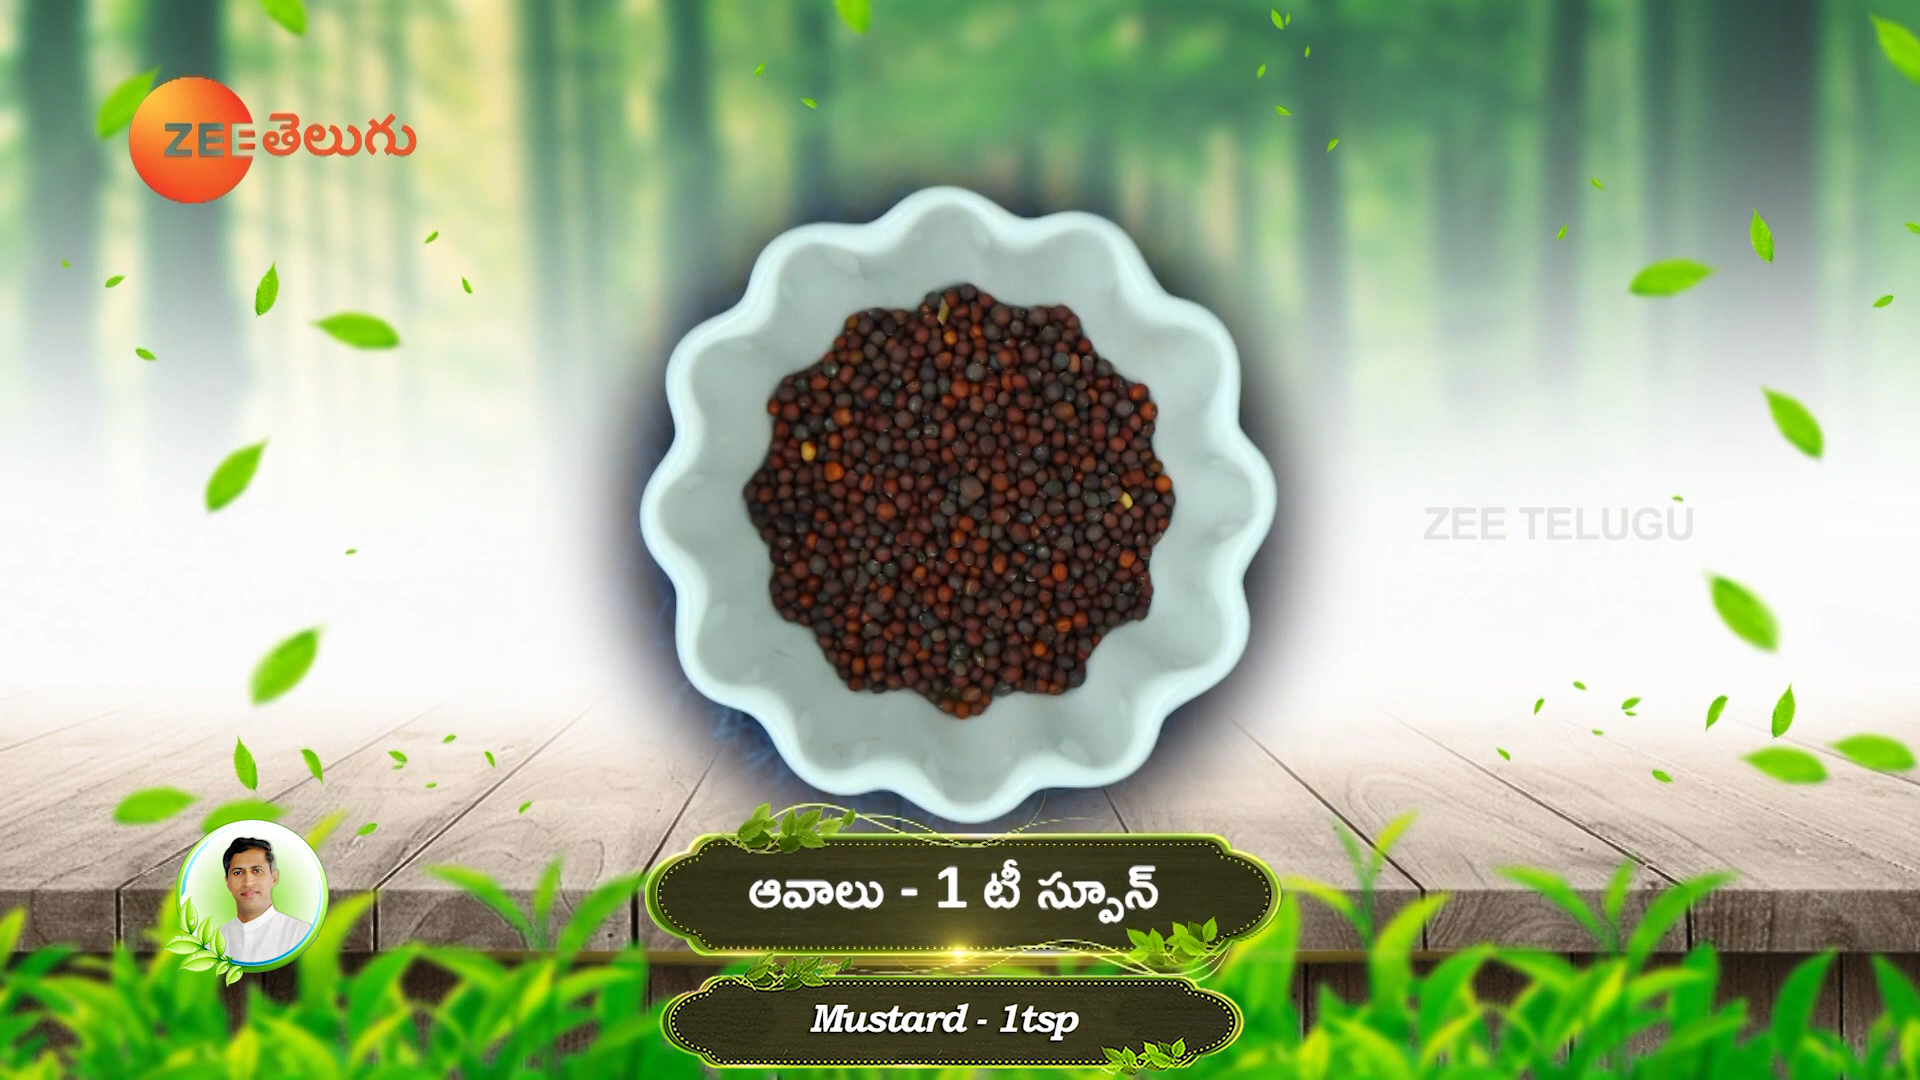 ZEE తెలుగు
ZEE TELUGU
ఆవాలు - 1 టీ స్పూన్
Mustard - 1tsp